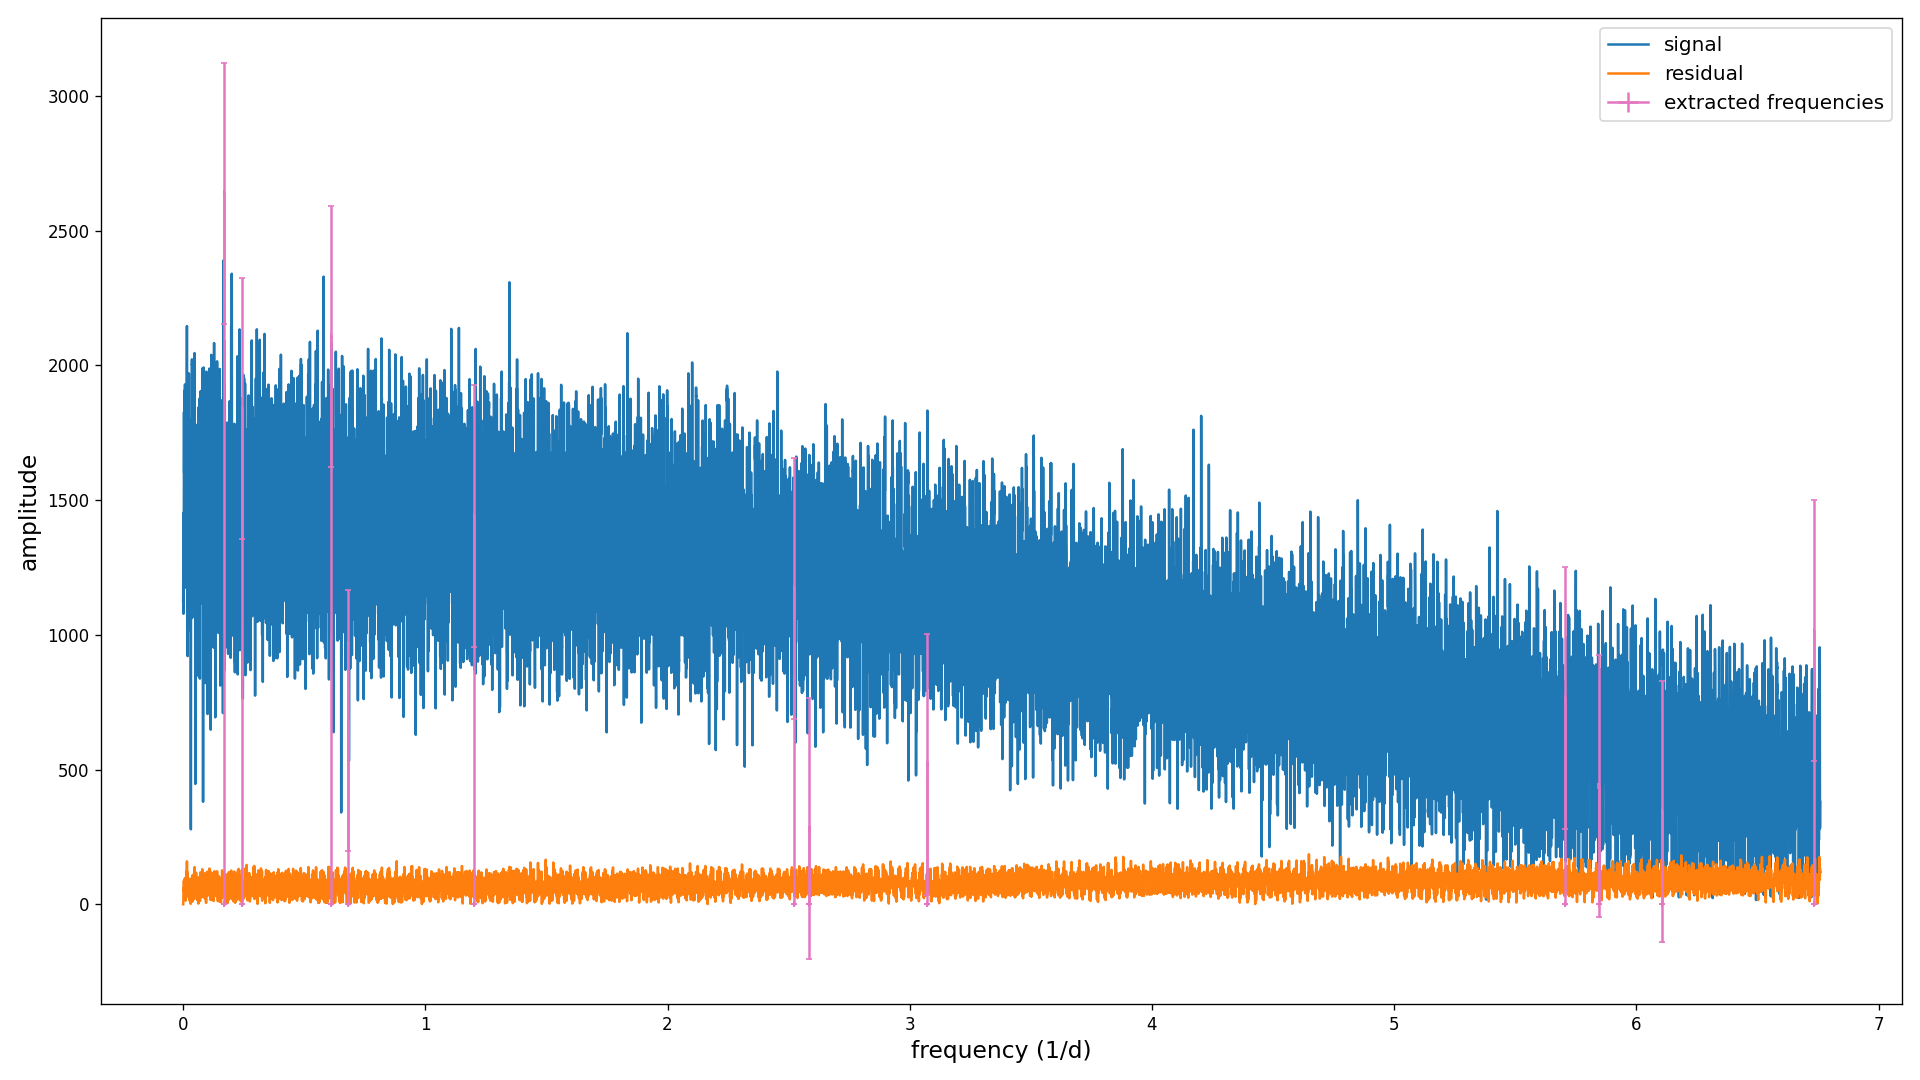 signal
residual
extracted frequencies
3000
2500
2000
1500
1000
500
0
amplitude
0 1 2 3 4 5 6 7
frequency (1/d)